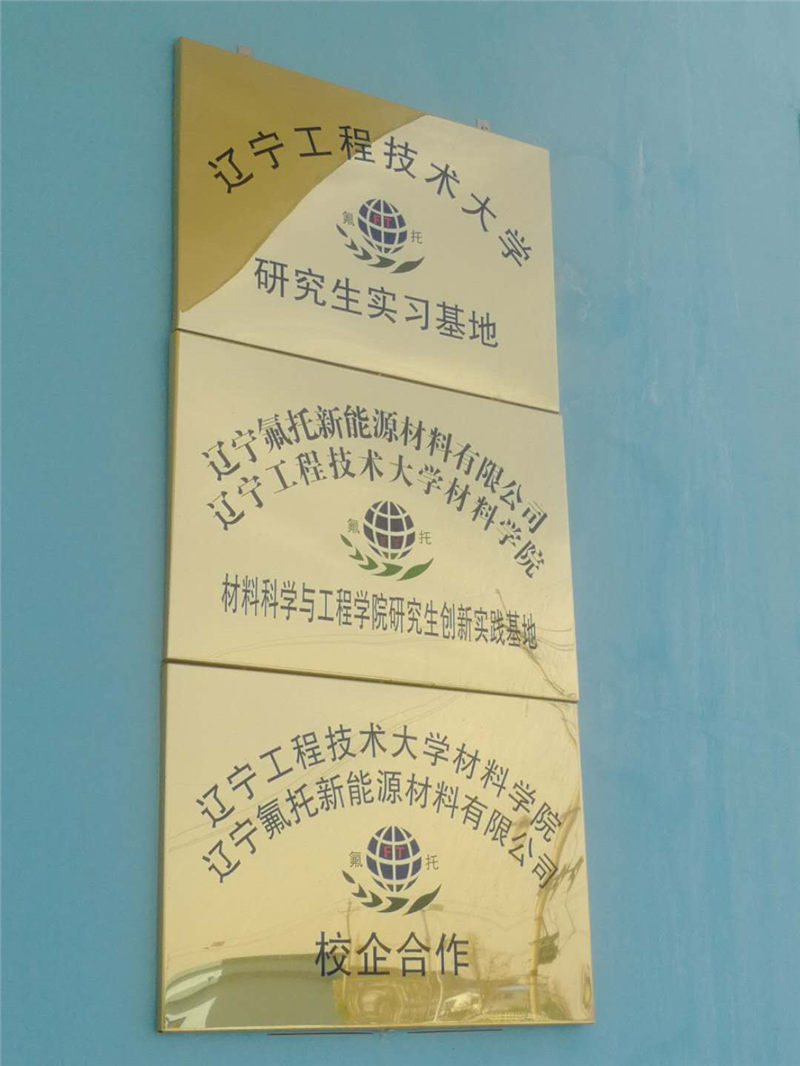 辽宁工程技术大学
氟 FT 托
研究生实习基地
辽宁氟托新能源材料有限公司
辽宁工程技术大学材料学院
氟 FT 托
材料科学与工程学院研究生创新实践基地
辽宁工程技术大学材料学院
辽宁氟托新能源材料有限公司
氟 FT 托
校企合作